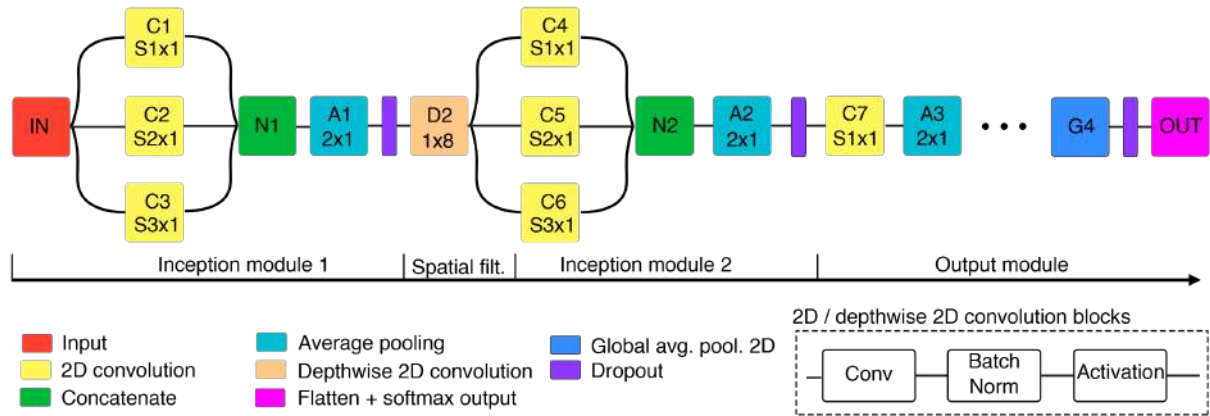 C1
S1x1
C4
S1x1
IN
C2
S2x1
N1
A1
2x1
D2
1x8
C5
S2x1
N2
A2
2x1
C7
S1x1
A3
2x1
G4
OUT
C3
S3x1
C6
S3x1
Inception module 1
Spatial filt.
Inception module 2
Output module
Input
2D convolution
Concatenate
Average pooling
Depthwise 2D convolution
Flatten + softmax output
Global avg. pool. 2D
Dropout
2D / depthwise 2D convolution blocks
Conv
Batch
Norm
Activation